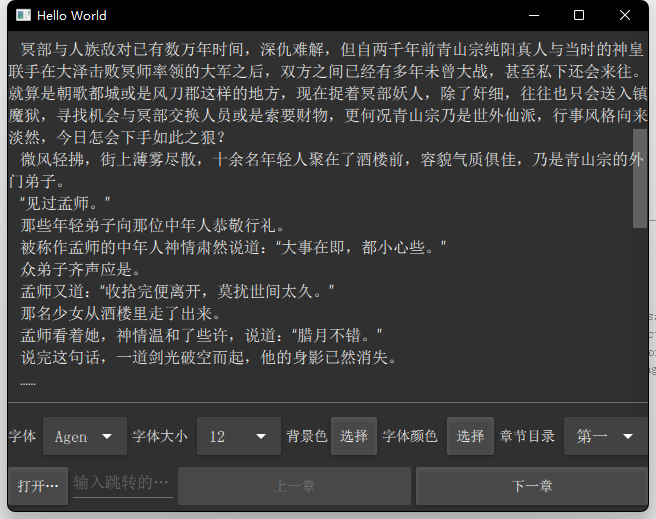 Hello World
冥部与人族敌对已有数万年时间，深仇难解，但自两千年前青山宗纯阳真人与当时的神皇
联手在大泽击败冥师率领的大军之后，双方之间已经有多年未曾大战，甚至私下还会来往。
就算是朝歌都城或是风刀郡这样的地方，现在捉着冥部妖人，除了奸细，往往也只会送入镇
魔狱，寻找机会与冥部交换人员或是索要财物，更何况青山宗乃是世外仙派，行事风格向来
淡然，今日怎会下手如此之狠？
微风轻拂，街上薄雾尽散，十余名年轻人聚在了酒楼前，容貌气质俱佳，乃是青山宗的外
门弟子。
“见过孟师。”
那些年轻弟子向那位中年人恭敬行礼。
被称作孟师的中年人神情肃然说道：“大事在即，都小心些。”
众弟子齐声应是。
孟师又道：“收拾完便离开，莫扰世间太久。”
那名少女从酒楼里走了出来。
孟师看着她，神情温和了些许，说道：“腊月不错。”
说完这句话，一道剑光破空而起，他的身影已然消失。
……
字体 Agen 字体大小 12 背景色 选择 字体颜色 选择 章节目录 第一
打开… 输入跳转的… 上一章 下一章